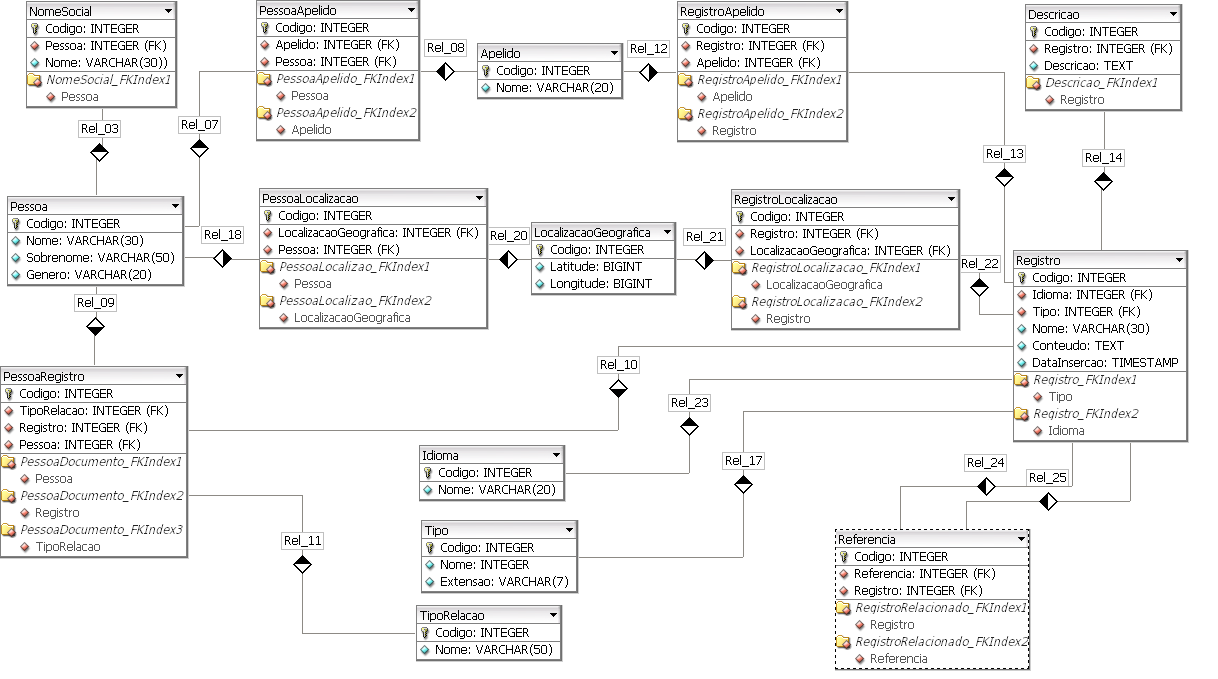 NomeSocial
Codigo: INTEGER
Pessoa: INTEGER (FK)
Nome: VARCHAR(30))
NomeSocial_FKIndex1
Pessoa
PessoaApelido
Codigo: INTEGER
Apelido: INTEGER (FK)
Pessoa: INTEGER (FK)
PessoaApelido_FKIndex1
Pessoa
PessoaApelido_FKIndex2
Apelido
Rel_08
Apelido
Codigo: INTEGER
Nome: VARCHAR(20)
Rel_12
RegistroApelido
Codigo: INTEGER
Registro: INTEGER (FK)
Apelido: INTEGER (FK)
RegistroApelido_FKIndex1
Apelido
RegistroApelido_FKIndex2
Registro
Descricao
Codigo: INTEGER
Registro: INTEGER (FK)
Descricao: TEXT
Descricao_FKIndex1
Registro
Rel_03
Rel_07
Rel_13
Rel_14
Pessoa
Codigo: INTEGER
Nome: VARCHAR(30)
Sobrenome: VARCHAR(50)
Genero: VARCHAR(20)
Rel_18
PessoaLocalizacao
Codigo: INTEGER
LocalizacaoGeografica: INTEGER (FK)
Pessoa: INTEGER (FK)
PessoaLocalizao_FKIndex1
Pessoa
PessoaLocalizao_FKIndex2
LocalizacaoGeografica
Rel_20
LocalizacaoGeografica
Codigo: INTEGER
Latitude: BIGINT
Longitude: BIGINT
Rel_21
RegistroLocalizacao
Codigo: INTEGER
Registro: INTEGER (FK)
LocalizacaoGeografica: INTEGER (FK)
RegistroLocalizacao_FKIndex1
LocalizacaoGeografica
RegistroLocalizacao_FKIndex2
Registro
Rel_22
Registro
Codigo: INTEGER
Idioma: INTEGER (FK)
Tipo: INTEGER (FK)
Nome: VARCHAR(30)
Conteudo: TEXT
DataInsercao: TIMESTAMP
Registro_FKIndex1
Tipo
Registro_FKIndex2
Idioma
Rel_09
PessoaRegistro
Codigo: INTEGER
TipoRelacao: INTEGER (FK)
Registro: INTEGER (FK)
Pessoa: INTEGER (FK)
PessoaDocumento_FKIndex1
Pessoa
PessoaDocumento_FKIndex2
Registro
PessoaDocumento_FKIndex3
TipoRelacao
Rel_10
Rel_23
Rel_17
Rel_11
Idioma
Codigo: INTEGER
Nome: VARCHAR(20)
Tipo
Codigo: INTEGER
Nome: INTEGER
Extensao: VARCHAR(7)
TipoRelacao
Codigo: INTEGER
Nome: VARCHAR(50)
Rel_24
Rel_25
Referencia
Codigo: INTEGER
Referencia: INTEGER (FK)
Registro: INTEGER (FK)
RegistroRelacionado_FKIndex1
Registro
RegistroRelacionado_FKIndex2
Referencia